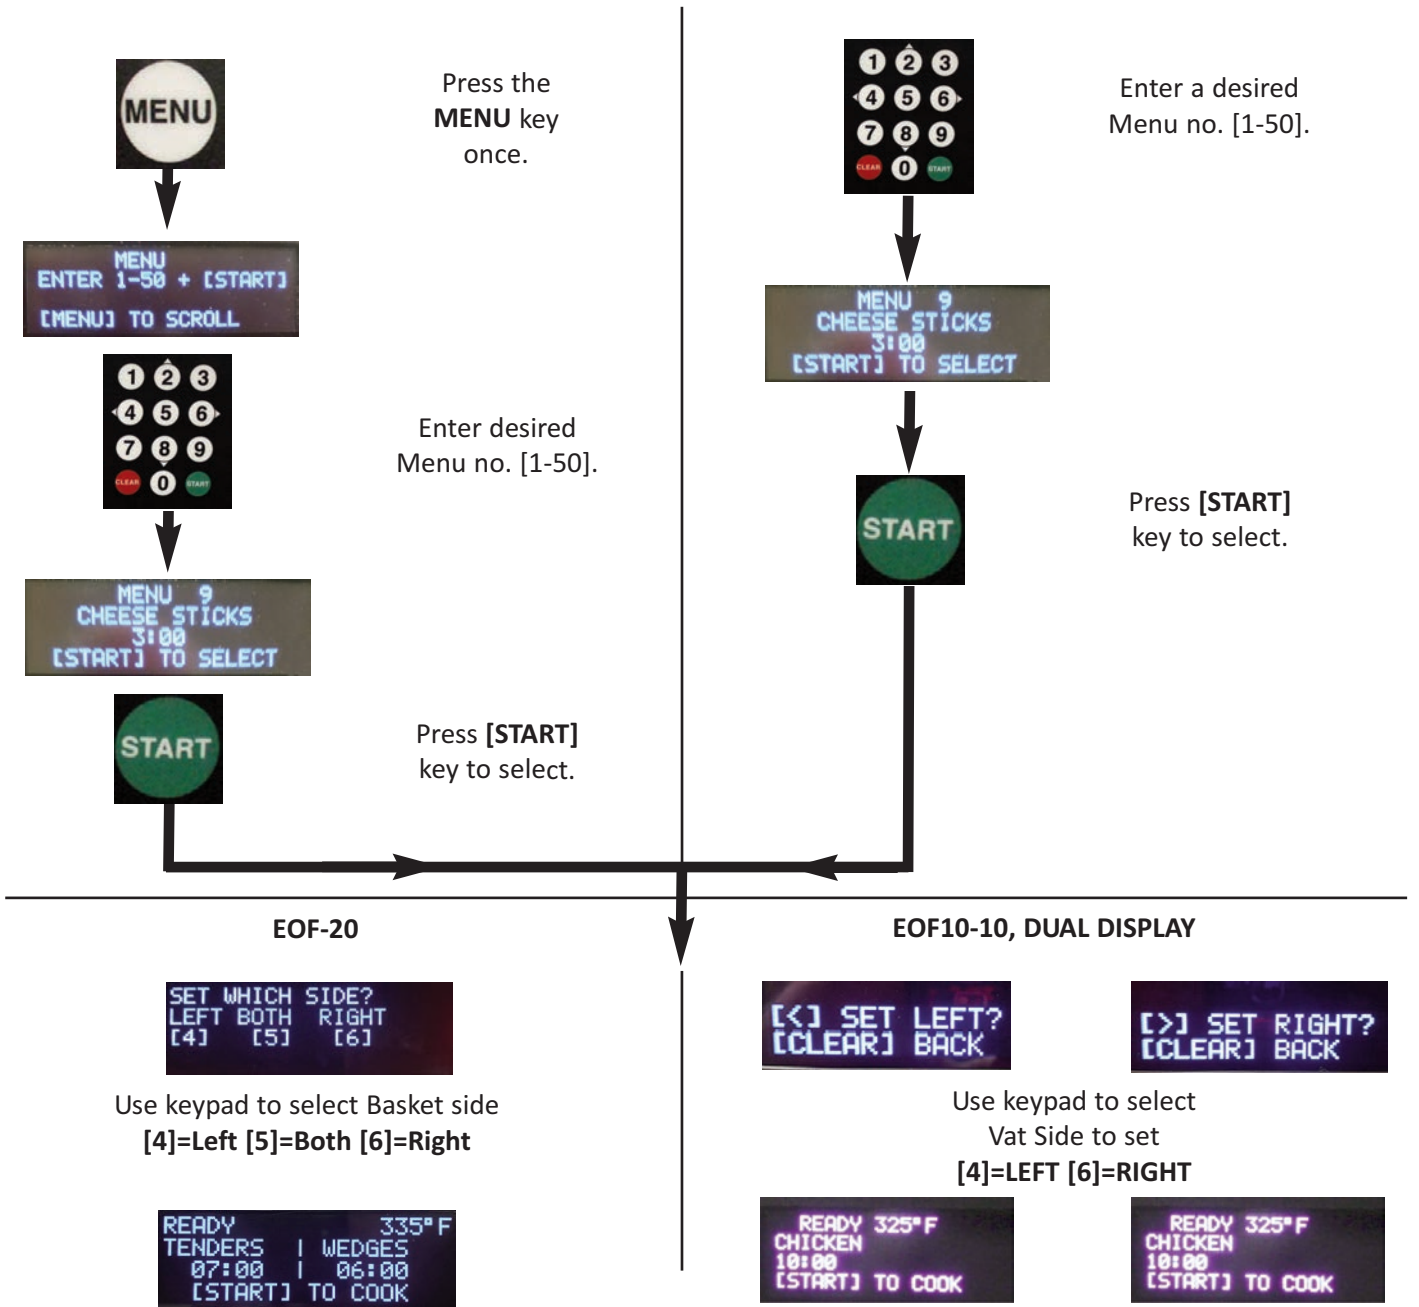 MENU
Press the
MENU key
once.
MENU
ENTER 1-50 + [START]
[MENU] TO SCROLL
1 2 3
4 5 6
7 8 9
CLEAR 0 START
Enter desired
Menu no. [1-50].
MENU 9
CHEESE STICKS
3:00
[START] TO SELECT
START
Press [START]
key to select.
1 2 3
4 5 6
7 8 9
CLEAR 0 START
Enter a desired
Menu no. [1-50].
MENU 9
CHEESE STICKS
3:00
[START] TO SELECT
START
Press [START]
key to select.
EOF-20
SET WHICH SIDE?
LEFT BOTH RIGHT
[4] [5] [6]
Use keypad to select Basket side
[4]=Left [5]=Both [6]=Right
READY 335°F
TENDERS | WEDGES
07:00 | 06:00
[START] TO COOK
EOF10-10, DUAL DISPLAY
[<] SET LEFT?
[CLEAR] BACK
[>] SET RIGHT?
[CLEAR] BACK
Use keypad to select
Vat Side to set
[4]=LEFT [6]=RIGHT
READY 325°F
CHICKEN
10:00
[START] TO COOK
READY 325°F
CHICKEN
10:00
[START] TO COOK